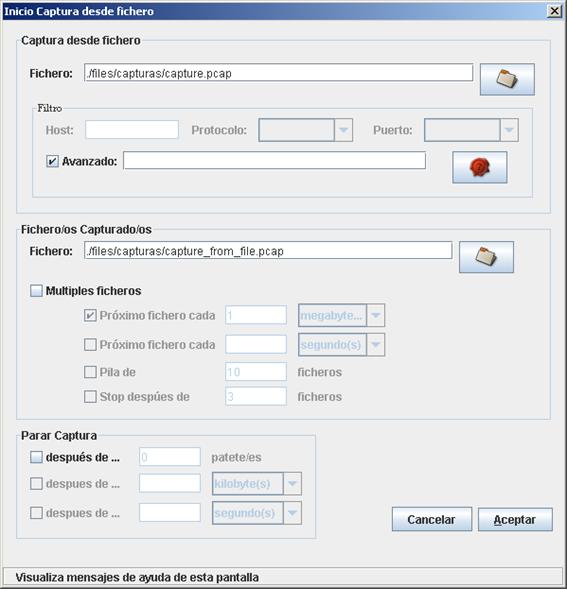 Inicio Captura desde fichero
Captura desde fichero
Fichero: ./files/capturas/capture.pcap
Filtro
Host: Protocolo: Puerto:
Avanzado:
Fichero/os Capturado/os
Fichero: ./files/capturas/capture_from_file.pcap
Multiples ficheros
Próximo fichero cada 1 megabyte...
Próximo fichero cada segundo(s)
Pila de 10 ficheros
Stop despúes de 3 ficheros
Parar Captura
después de ... 0 patete/es
despues de ... kilobyte(s)
despues de ... segundo(s)
Cancelar Aceptar
Visualiza mensajes de ayuda de esta pantalla